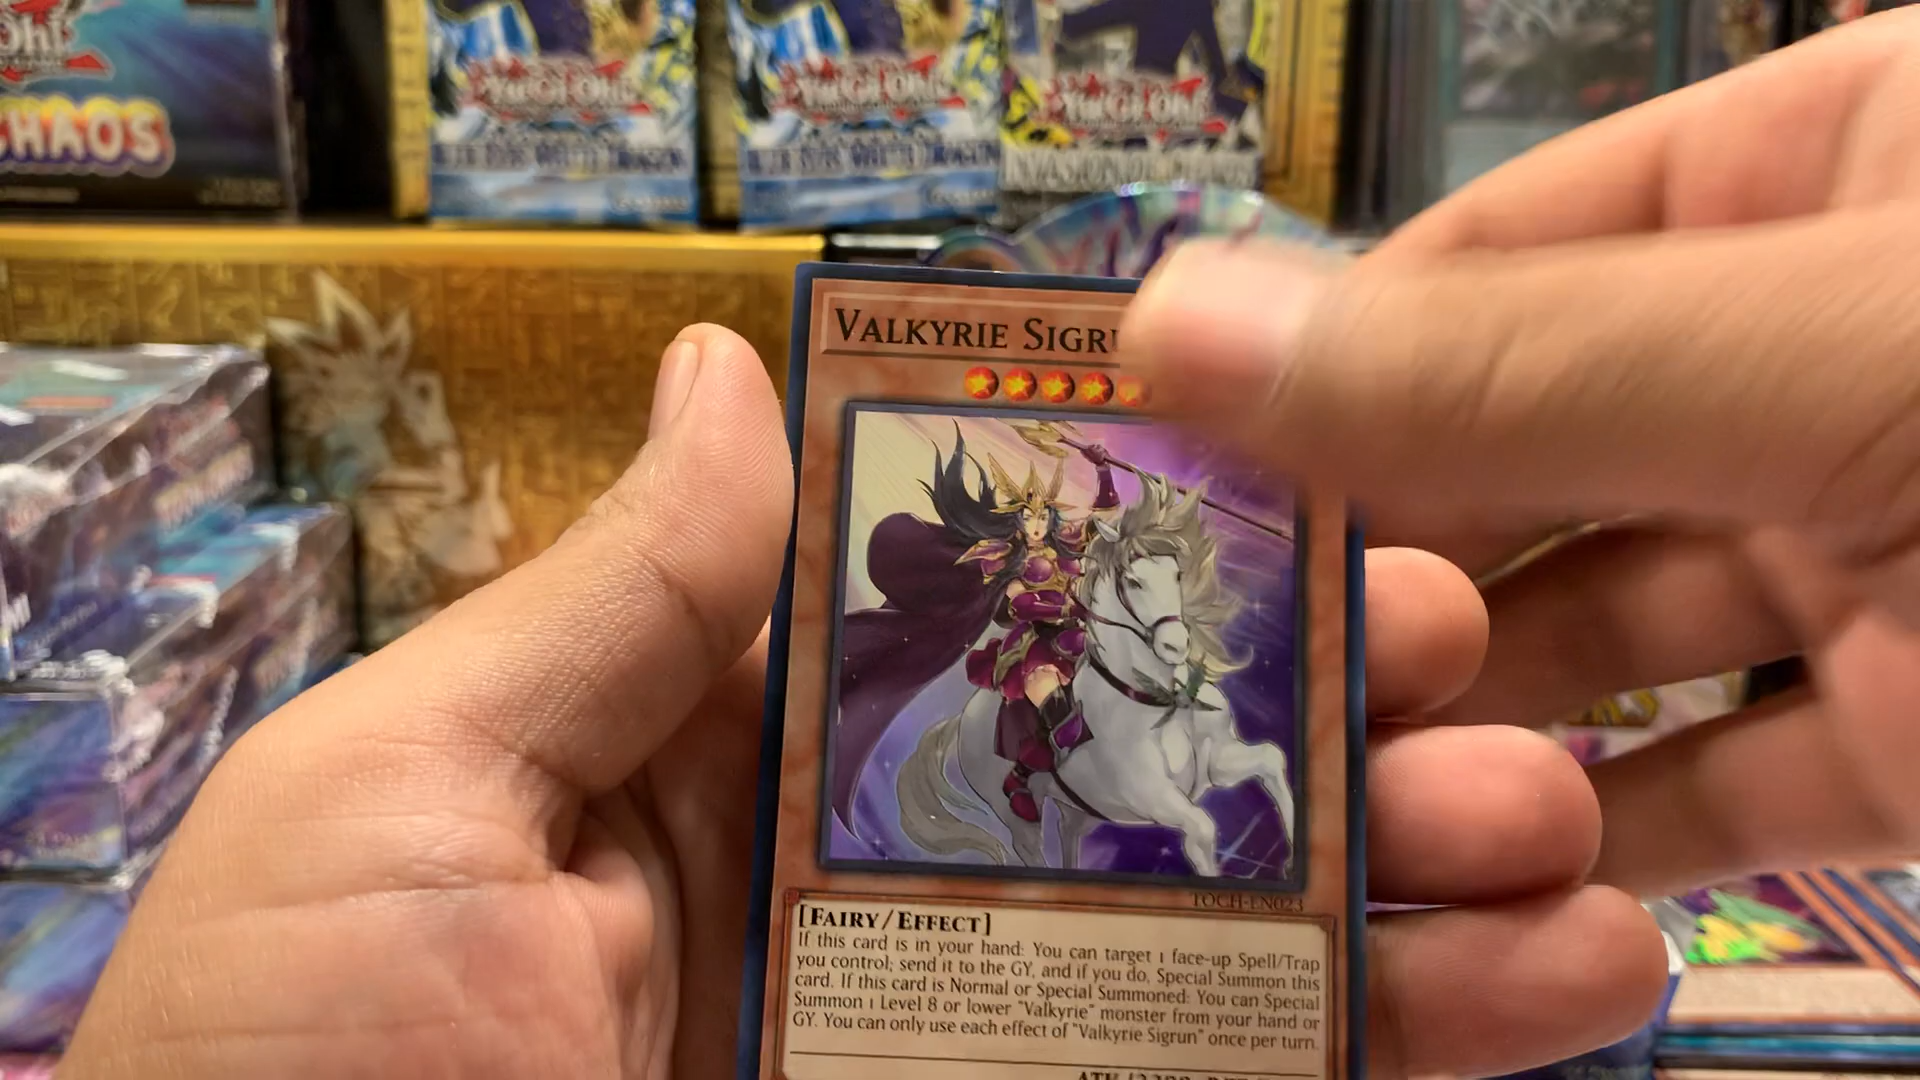 Oh!
CHAOS
Yu-Gi-Oh!
BLUE EYES WHITE DRAGON
Yu-Gi-Oh!
BLUE EYES WHITE DRAGON
Yu-Gi-Oh!
INVASION OF CHAOS
VALKYRIE SIGRU
TOCH-EN023
[FAIRY/EFFECT]
If this card is in your hand: You can target 1 face-up Spell/Trap
you control; send it to the GY, and if you do, Special Summon this
card. If this card is Normal or Special Summoned: You can Special
Summon 1 Level 8 or lower "Valkyrie" monster from your hand or
GY. You can only use each effect of "Valkyrie Sigrun" once per turn.